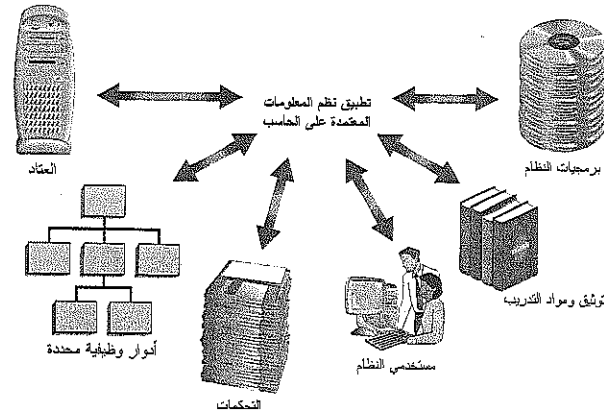 تطبيق نظم المعلومات
المعتمدة على الحاسب
برمجيات النظام
العتاد
توثيق ومواد التدريب
مستخدمي النظام
أدوار وظيفية محددة
التحكمات